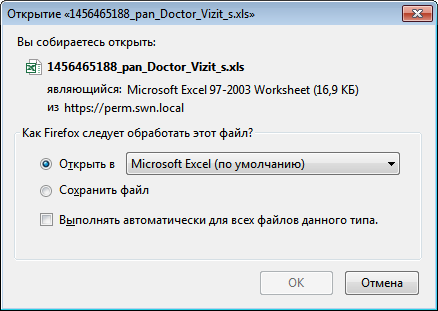 Открытие «1456465188_pan_Doctor_Vizit_s.xls»
Вы собираетесь открыть:
1456465188_pan_Doctor_Vizit_s.xls
являющийся: Microsoft Excel 97-2003 Worksheet (16,9 КБ)
из https://perm.swn.local
Как Firefox следует обработать этот файл?
Открыть в Microsoft Excel (по умолчанию)
Сохранить файл
Выполнять автоматически для всех файлов данного типа.
OK Отмена